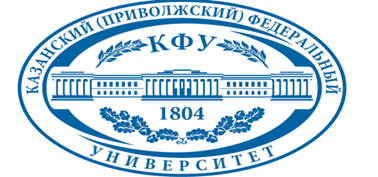 КАЗАНСКИЙ (ПРИВОЛЖСКИЙ) ФЕДЕРАЛЬНЫЙ
КФУ
1804
УНИВЕРСИТЕТ